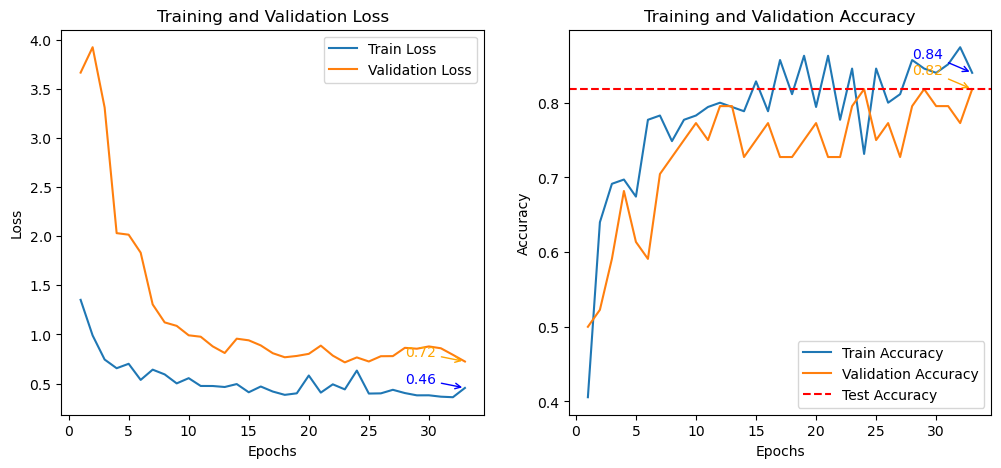 Training and Validation Loss
Train Loss
Validation Loss
4.0
3.5
3.0
2.5
2.0
1.5
1.0
0.5
Loss
0.72
0.46
0
5
10
15
20
25
30
Epochs
Training and Validation Accuracy
0.84
0.82
0.8
0.7
0.6
0.5
0.4
Accuracy
Train Accuracy
Validation Accuracy
Test Accuracy
0
5
10
15
20
25
30
Epochs